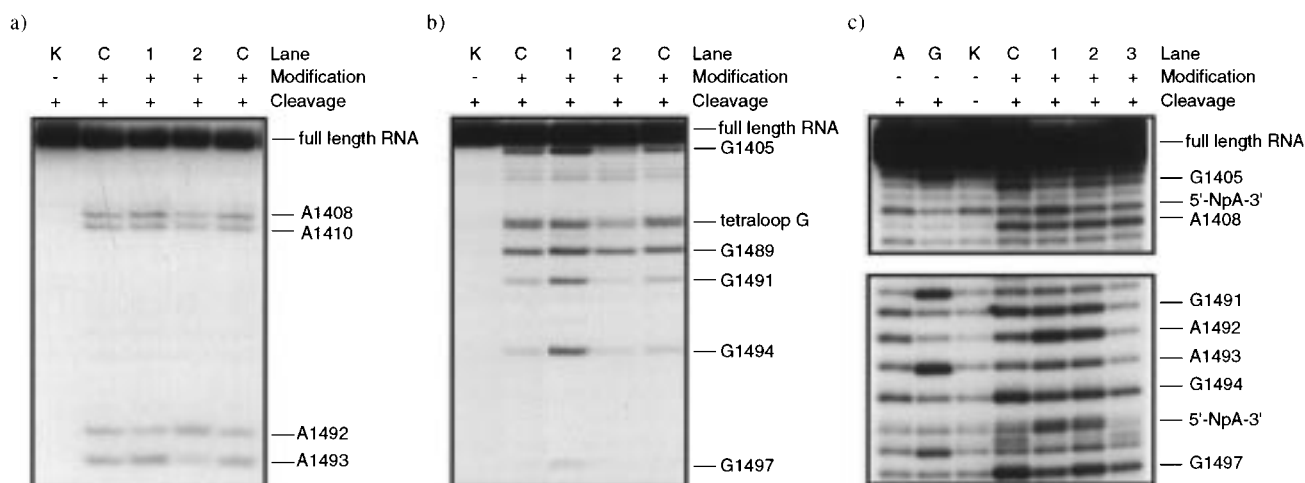 a)
K C 1 2 C Lane
- + + + + Modification
+ + + + + Cleavage
full length RNA
A1408
A1410
A1492
A1493
b)
K C 1 2 C Lane
- + + + + Modification
+ + + + + Cleavage
full length RNA
G1405
tetraloop G
G1489
G1491
G1494
G1497
c)
A G K C 1 2 3 Lane
- - - + + + + Modification
+ + - + + + + Cleavage
full length RNA
G1405
5'-NpA-3'
A1408
G1491
A1492
A1493
G1494
5'-NpA-3'
G1497